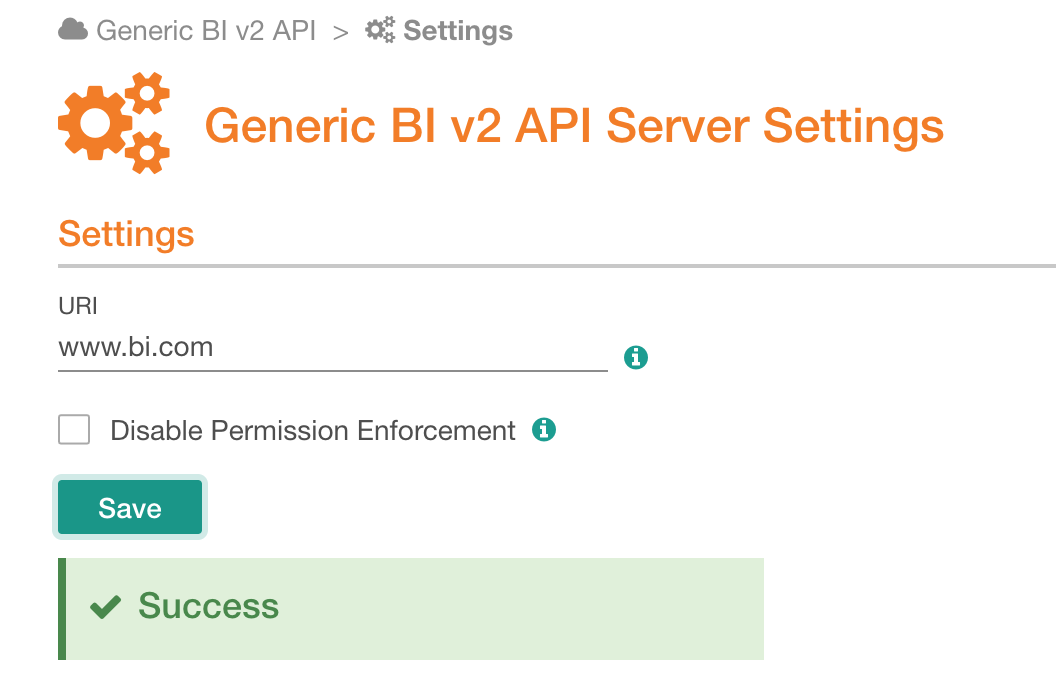 Generic BI v2 API > Settings
Generic BI v2 API Server Settings
Settings
URI
www.bi.com
Disable Permission Enforcement
Save
Success